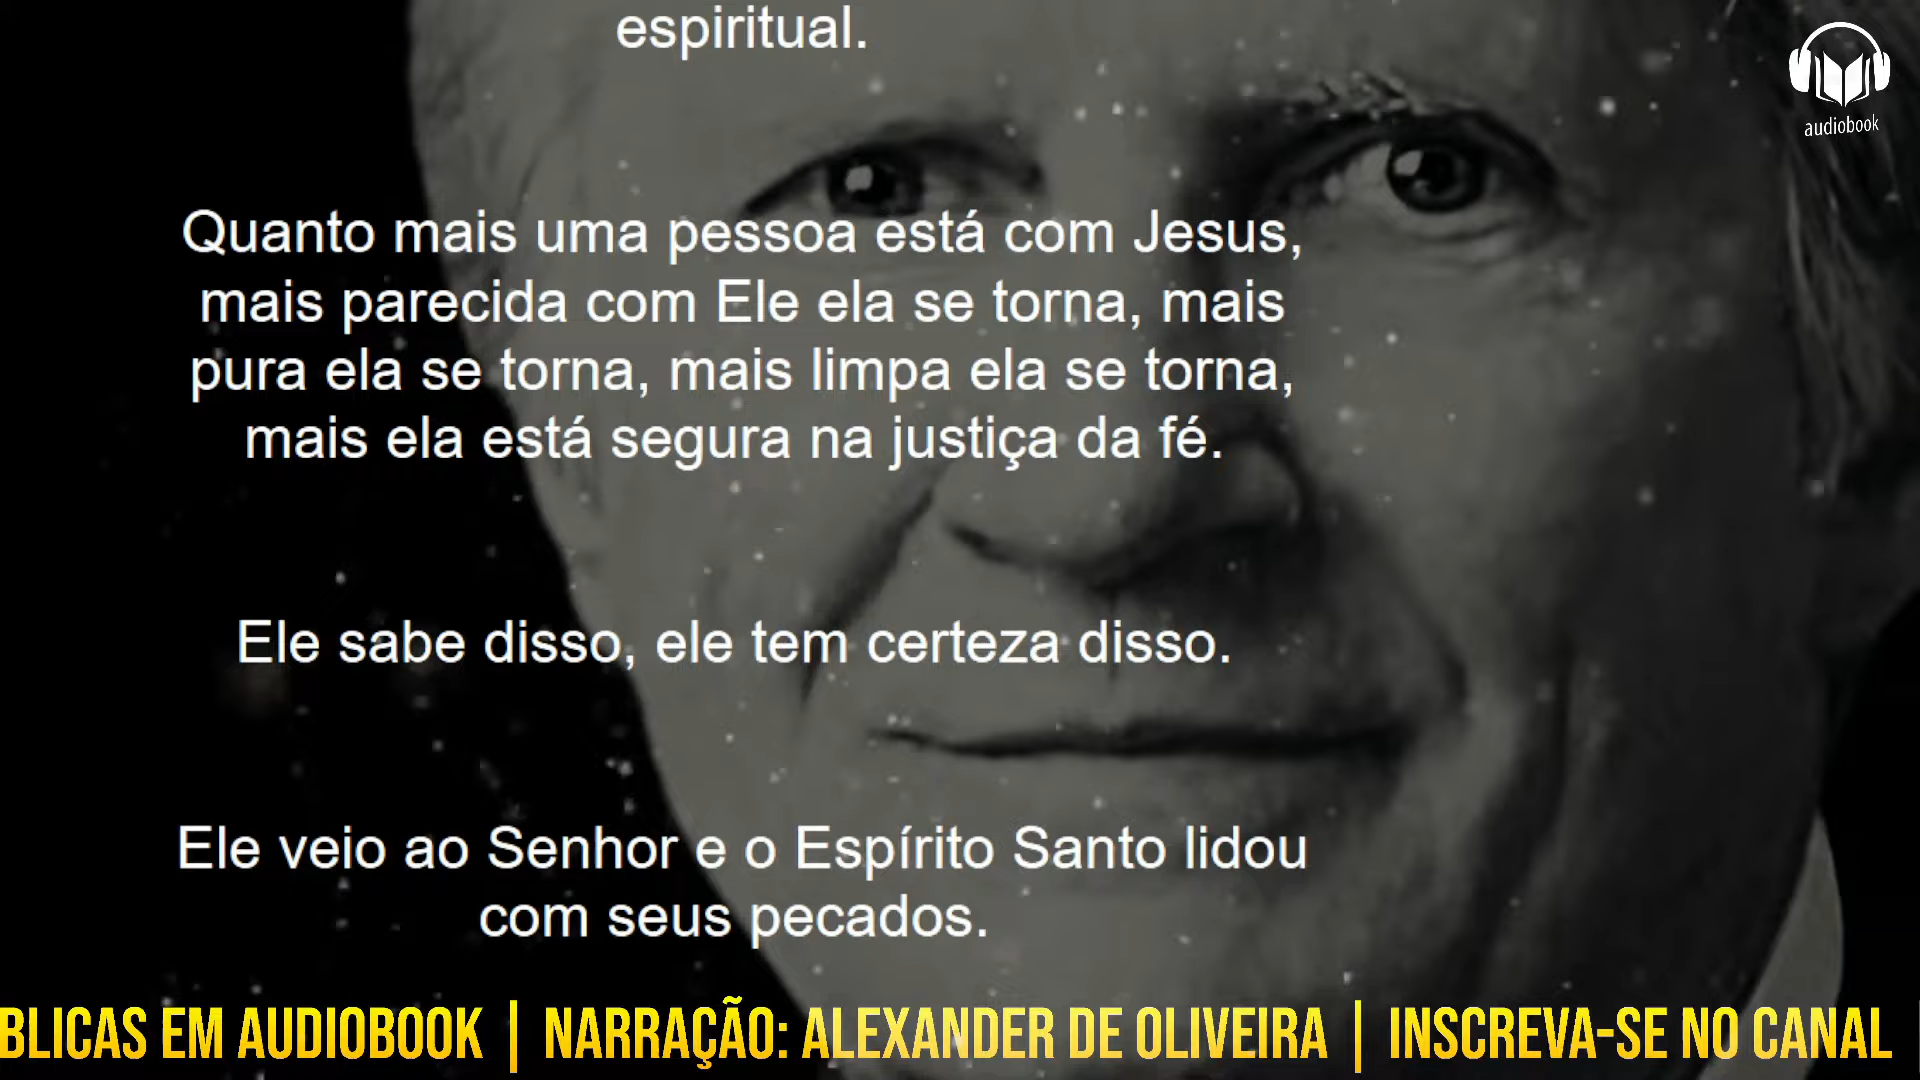 espiritual.
audiobook
Quanto mais uma pessoa está com Jesus,
mais parecida com Ele ela se torna, mais
pura ela se torna, mais limpa ela se torna,
mais ela está segura na justiça da fé.
Ele sabe disso, ele tem certeza disso.
Ele veio ao Senhor e o Espírito Santo lidou
com seus pecados.
BLICAS EM AUDIOBOOK | NARRAÇÃO: ALEXANDER DE OLIVEIRA | INSCREVA-SE NO CANAL